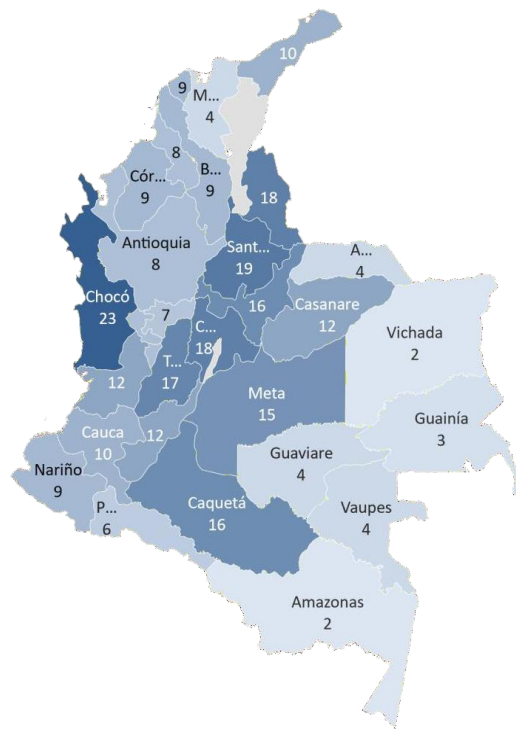 10
9
M...
4
8
B...
9
Cór...
9
18
Antioquia
8
Sant...
19
A...
4
Chocó
23
16
Casanare
12
7
C...
18
Vichada
2
T...
17
12
Meta
15
Guainía
3
Cauca
10
12
Guaviare
4
Nariño
9
Caquetá
16
Vaupes
4
P...
6
Amazonas
2